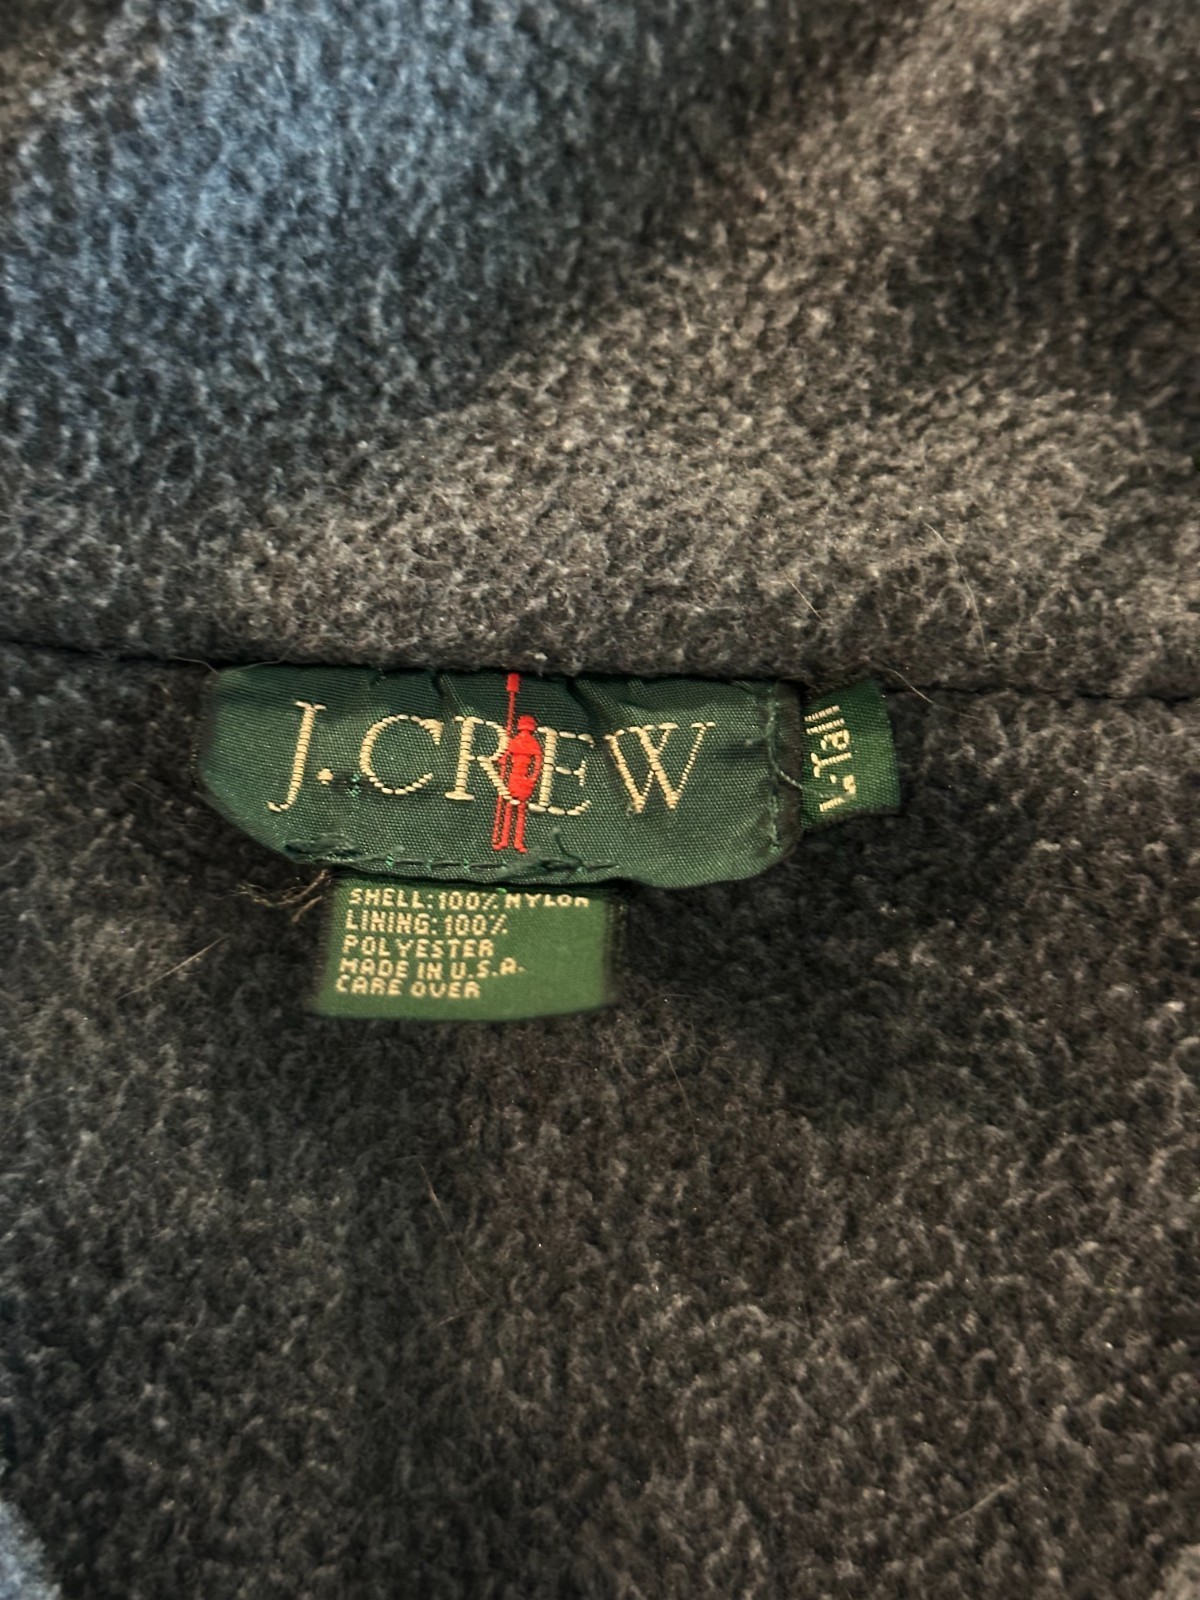 J.CREW
L-Tall
SHELL:100% NYLON
LINING:100%
POLYESTER
MADE IN U.S.A.
CARE OVER